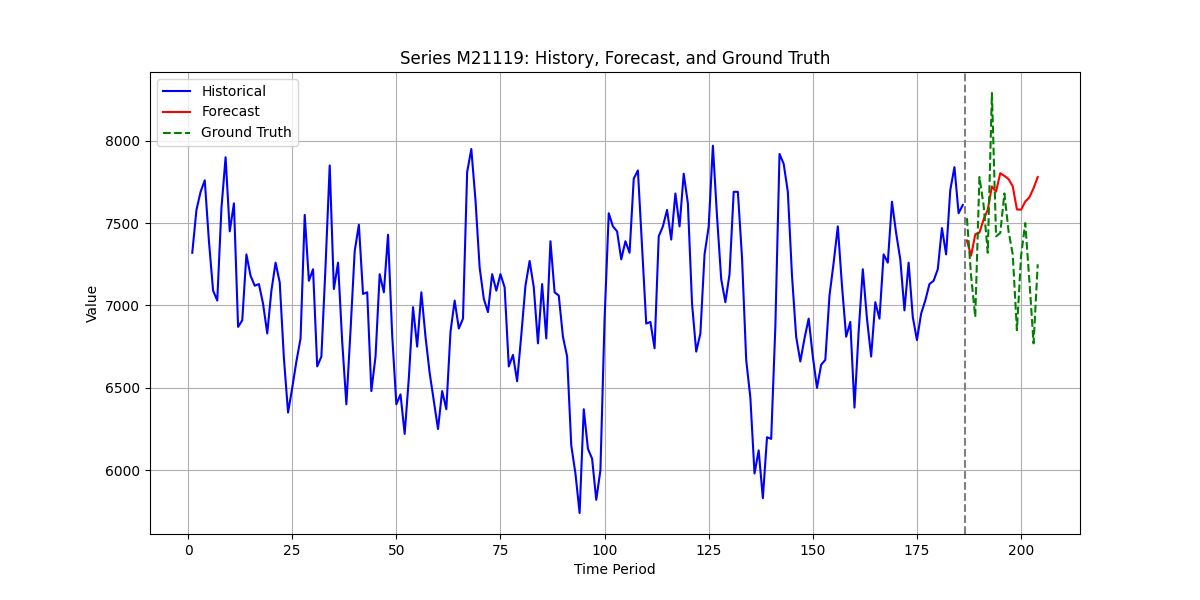 Series M21119: History, Forecast, and Ground Truth
Historical
Forecast
Ground Truth
8000
7500
7000
6500
6000
Value
0 25 50 75 100 125 150 175 200
Time Period